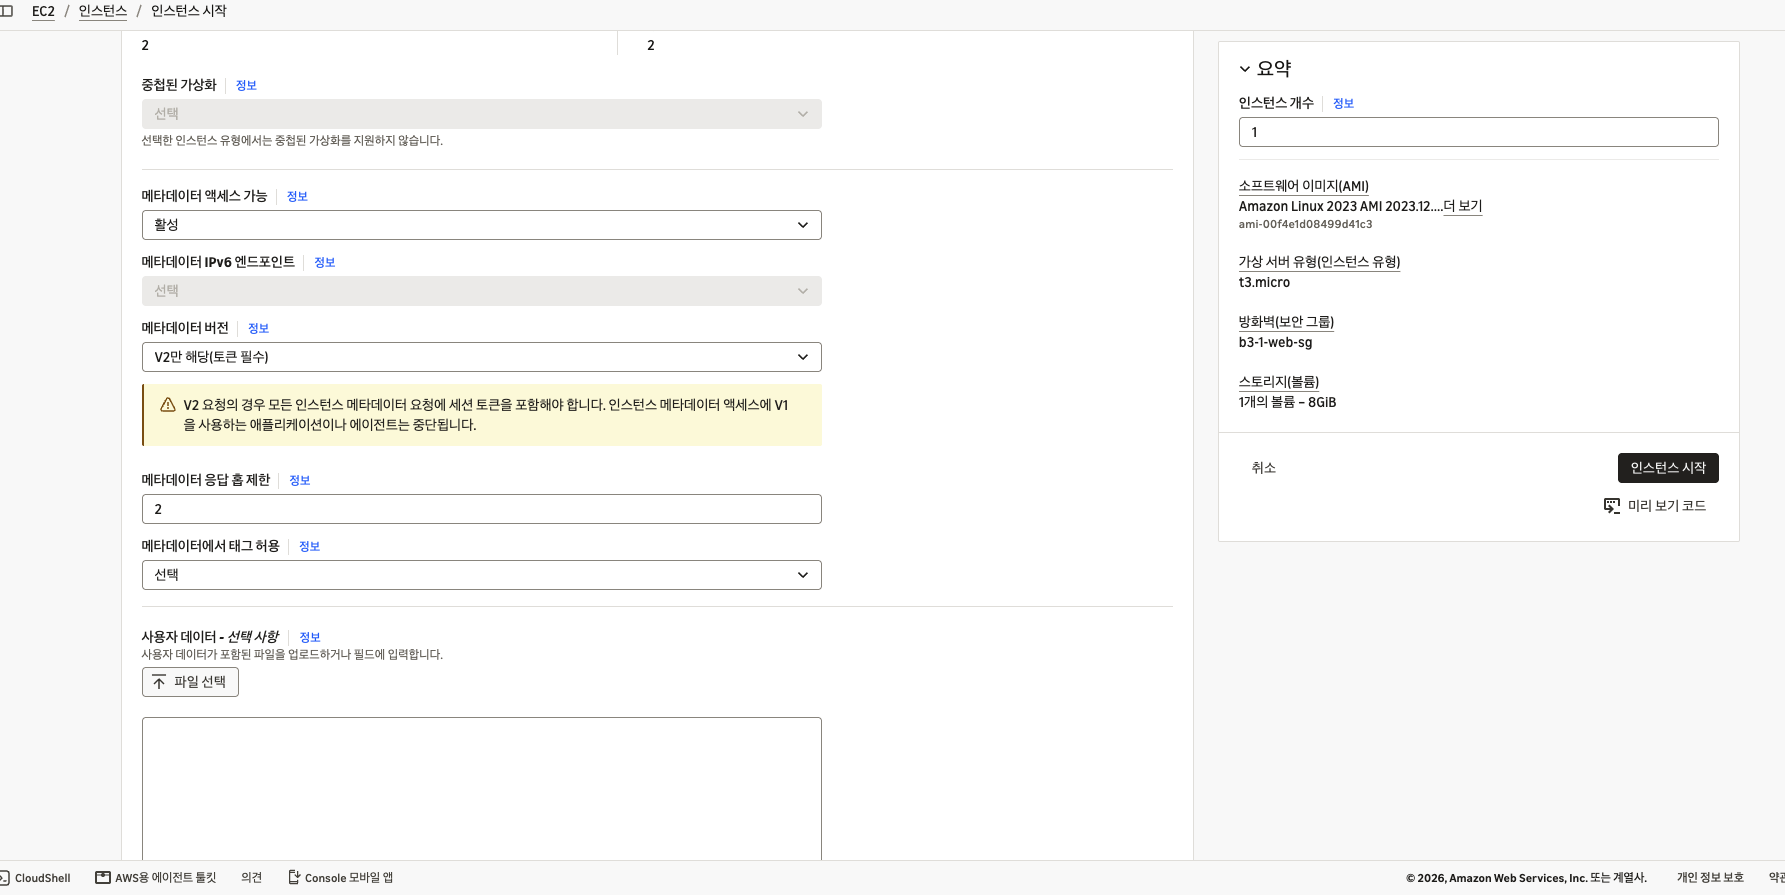 EC2 / 인스턴스 / 인스턴스 시작
2
2
중첩된 가상화 정보
선택
선택한 인스턴스 유형에서는 중첩된 가상화를 지원하지 않습니다.
메타데이터 액세스 가능 정보
활성
메타데이터 IPv6 엔드포인트 정보
선택
메타데이터 버전 정보
V2만 해당(토큰 필수)
V2 요청의 경우 모든 인스턴스 메타데이터 요청에 세션 토큰을 포함해야 합니다. 인스턴스 메타데이터 액세스에 V1
을 사용하는 애플리케이션이나 에이전트는 중단됩니다.
메타데이터 응답 홉 제한 정보
2
메타데이터에서 태그 허용 정보
선택
사용자 데이터 - 선택 사항 정보
사용자 데이터가 포함된 파일을 업로드하거나 필드에 입력합니다.
파일 선택
요약
인스턴스 개수 정보
1
소프트웨어 이미지(AMI)
Amazon Linux 2023 AMI 2023.12....더 보기
ami-00f4e1d08499d41c3
가상 서버 유형(인스턴스 유형)
t3.micro
방화벽(보안 그룹)
b3-1-web-sg
스토리지(볼륨)
1개의 볼륨 – 8GiB
취소
인스턴스 시작
미리 보기 코드
CloudShell AWS용 에이전트 툴킷 의견 Console 모바일 앱
© 2026, Amazon Web Services, Inc. 또는 계열사. 개인 정보 보호